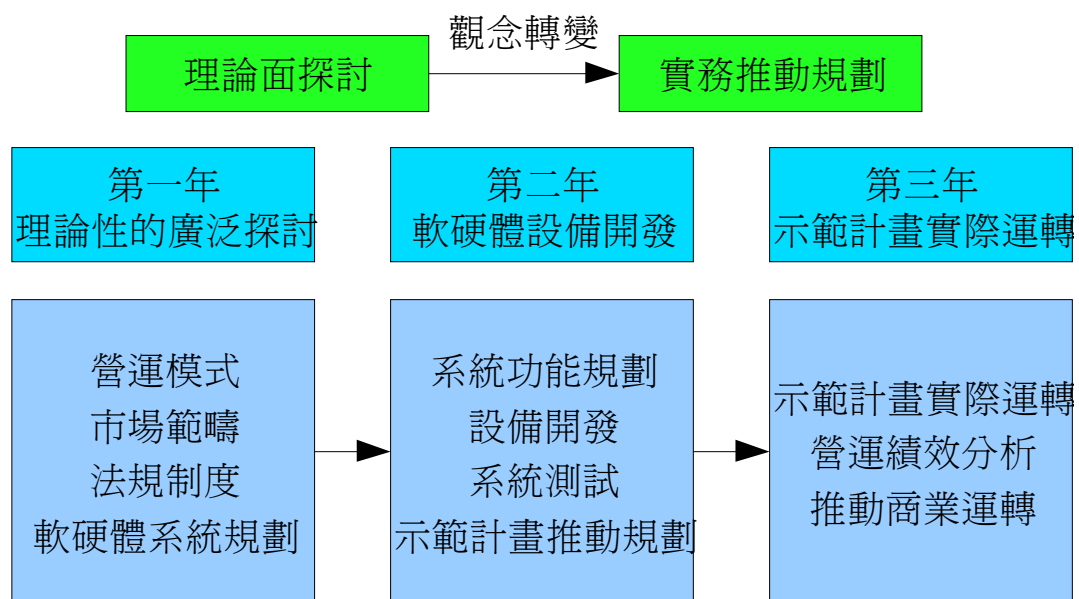 觀念轉變
理論面探討
實務推動規劃
第一年
理論性的廣泛探討
第二年
軟硬體設備開發
第三年
示範計畫實際運轉
營運模式
市場範疇
法規制度
軟硬體系統規劃
系統功能規劃
設備開發
系統測試
示範計畫推動規劃
示範計畫實際運轉
營運績效分析
推動商業運轉